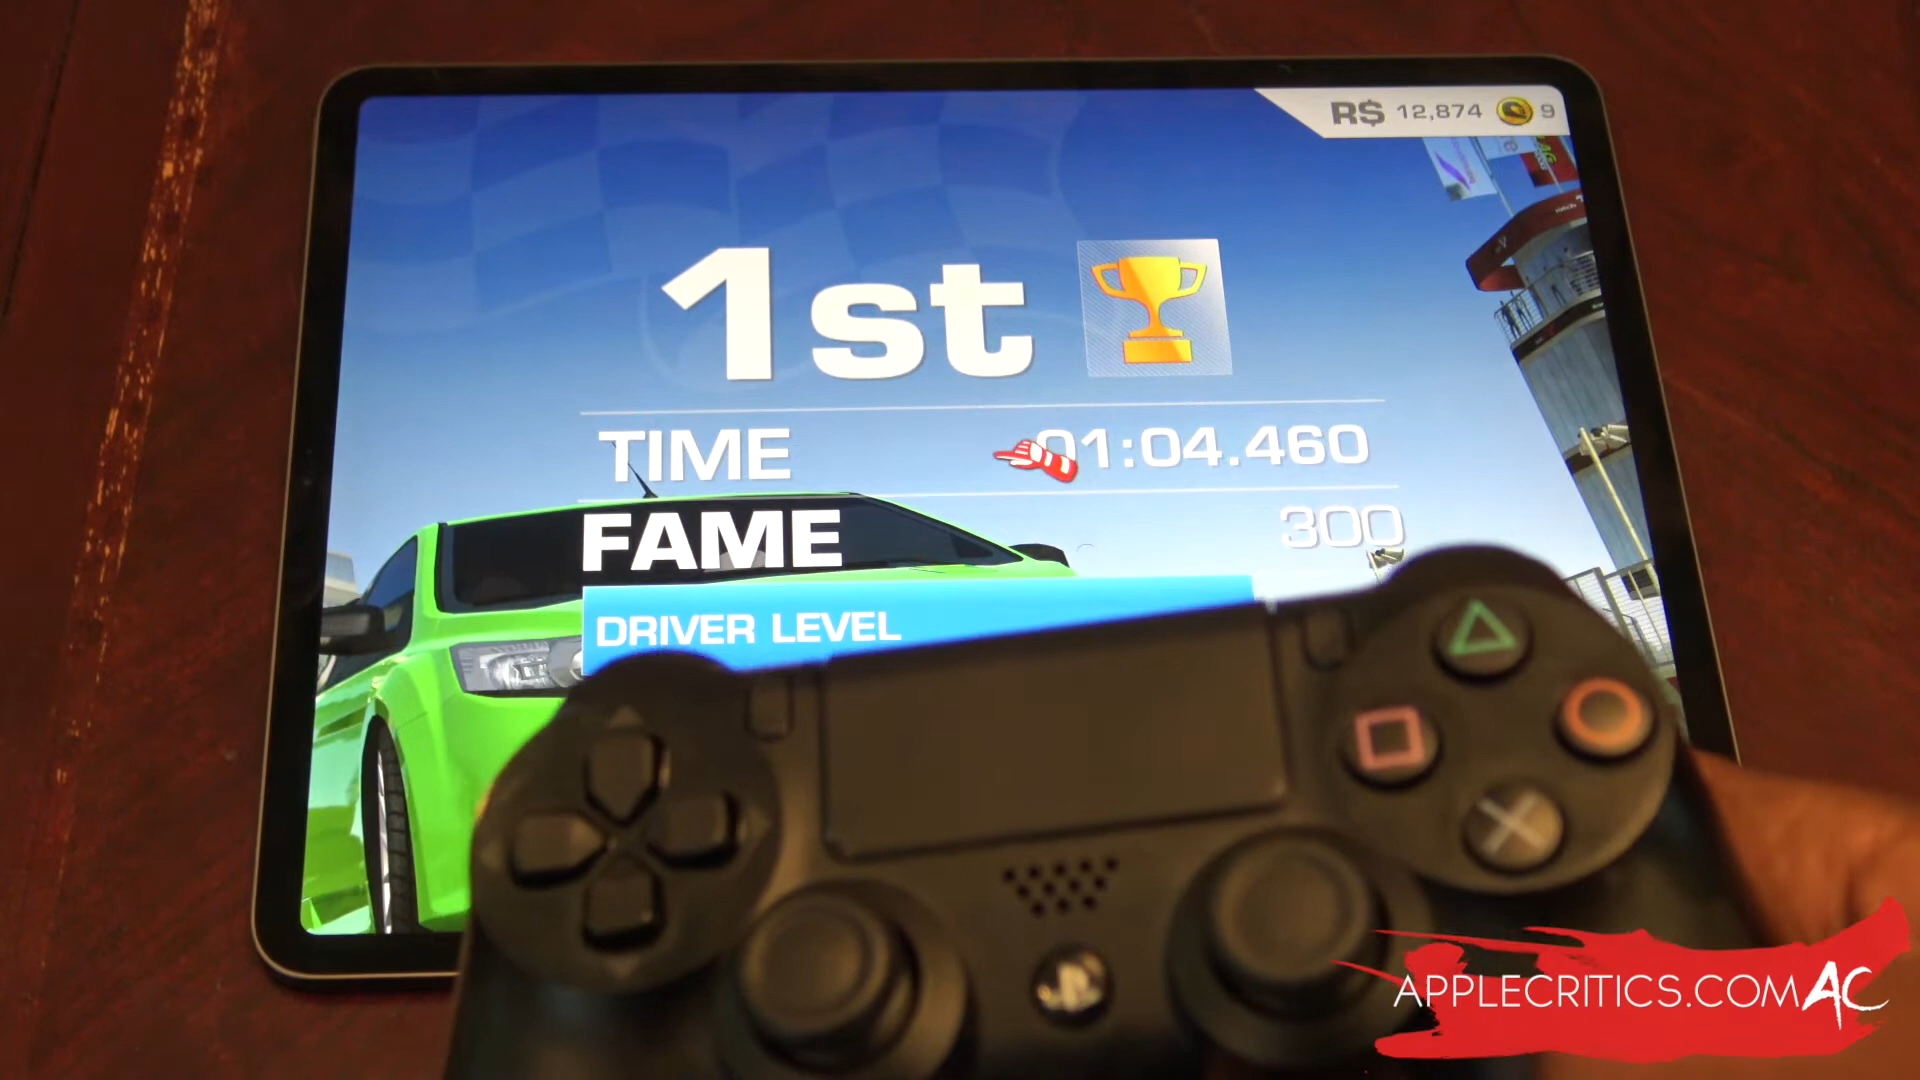 R$ 12,874 9
1st
TIME 01:04.460
FAME 300
DRIVER LEVEL
APPLECRITICS.COM AC